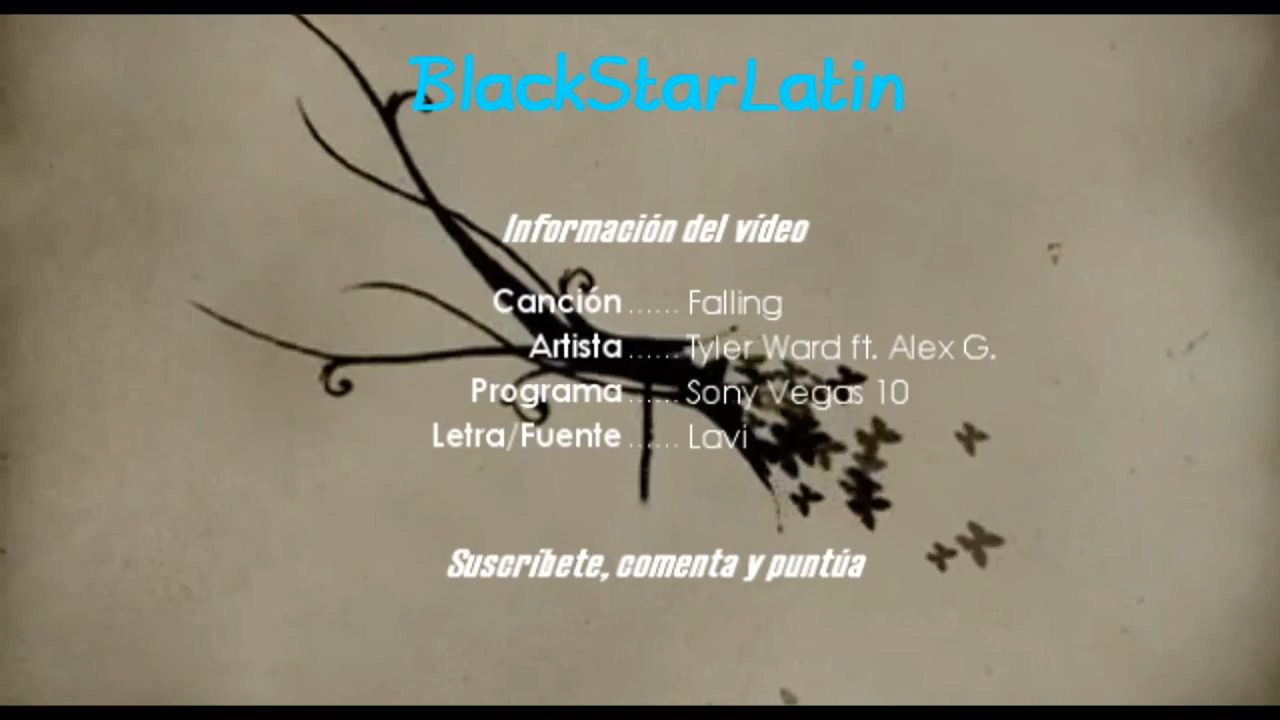 BlackStarLatin
Información del vídeo
Canción ...... Falling
Artista ...... Tyler Ward ft. Alex G.
Programa ...... Sony Vegas 10
Letra/Fuente ...... Lavi
Suscríbete, comenta y puntúa